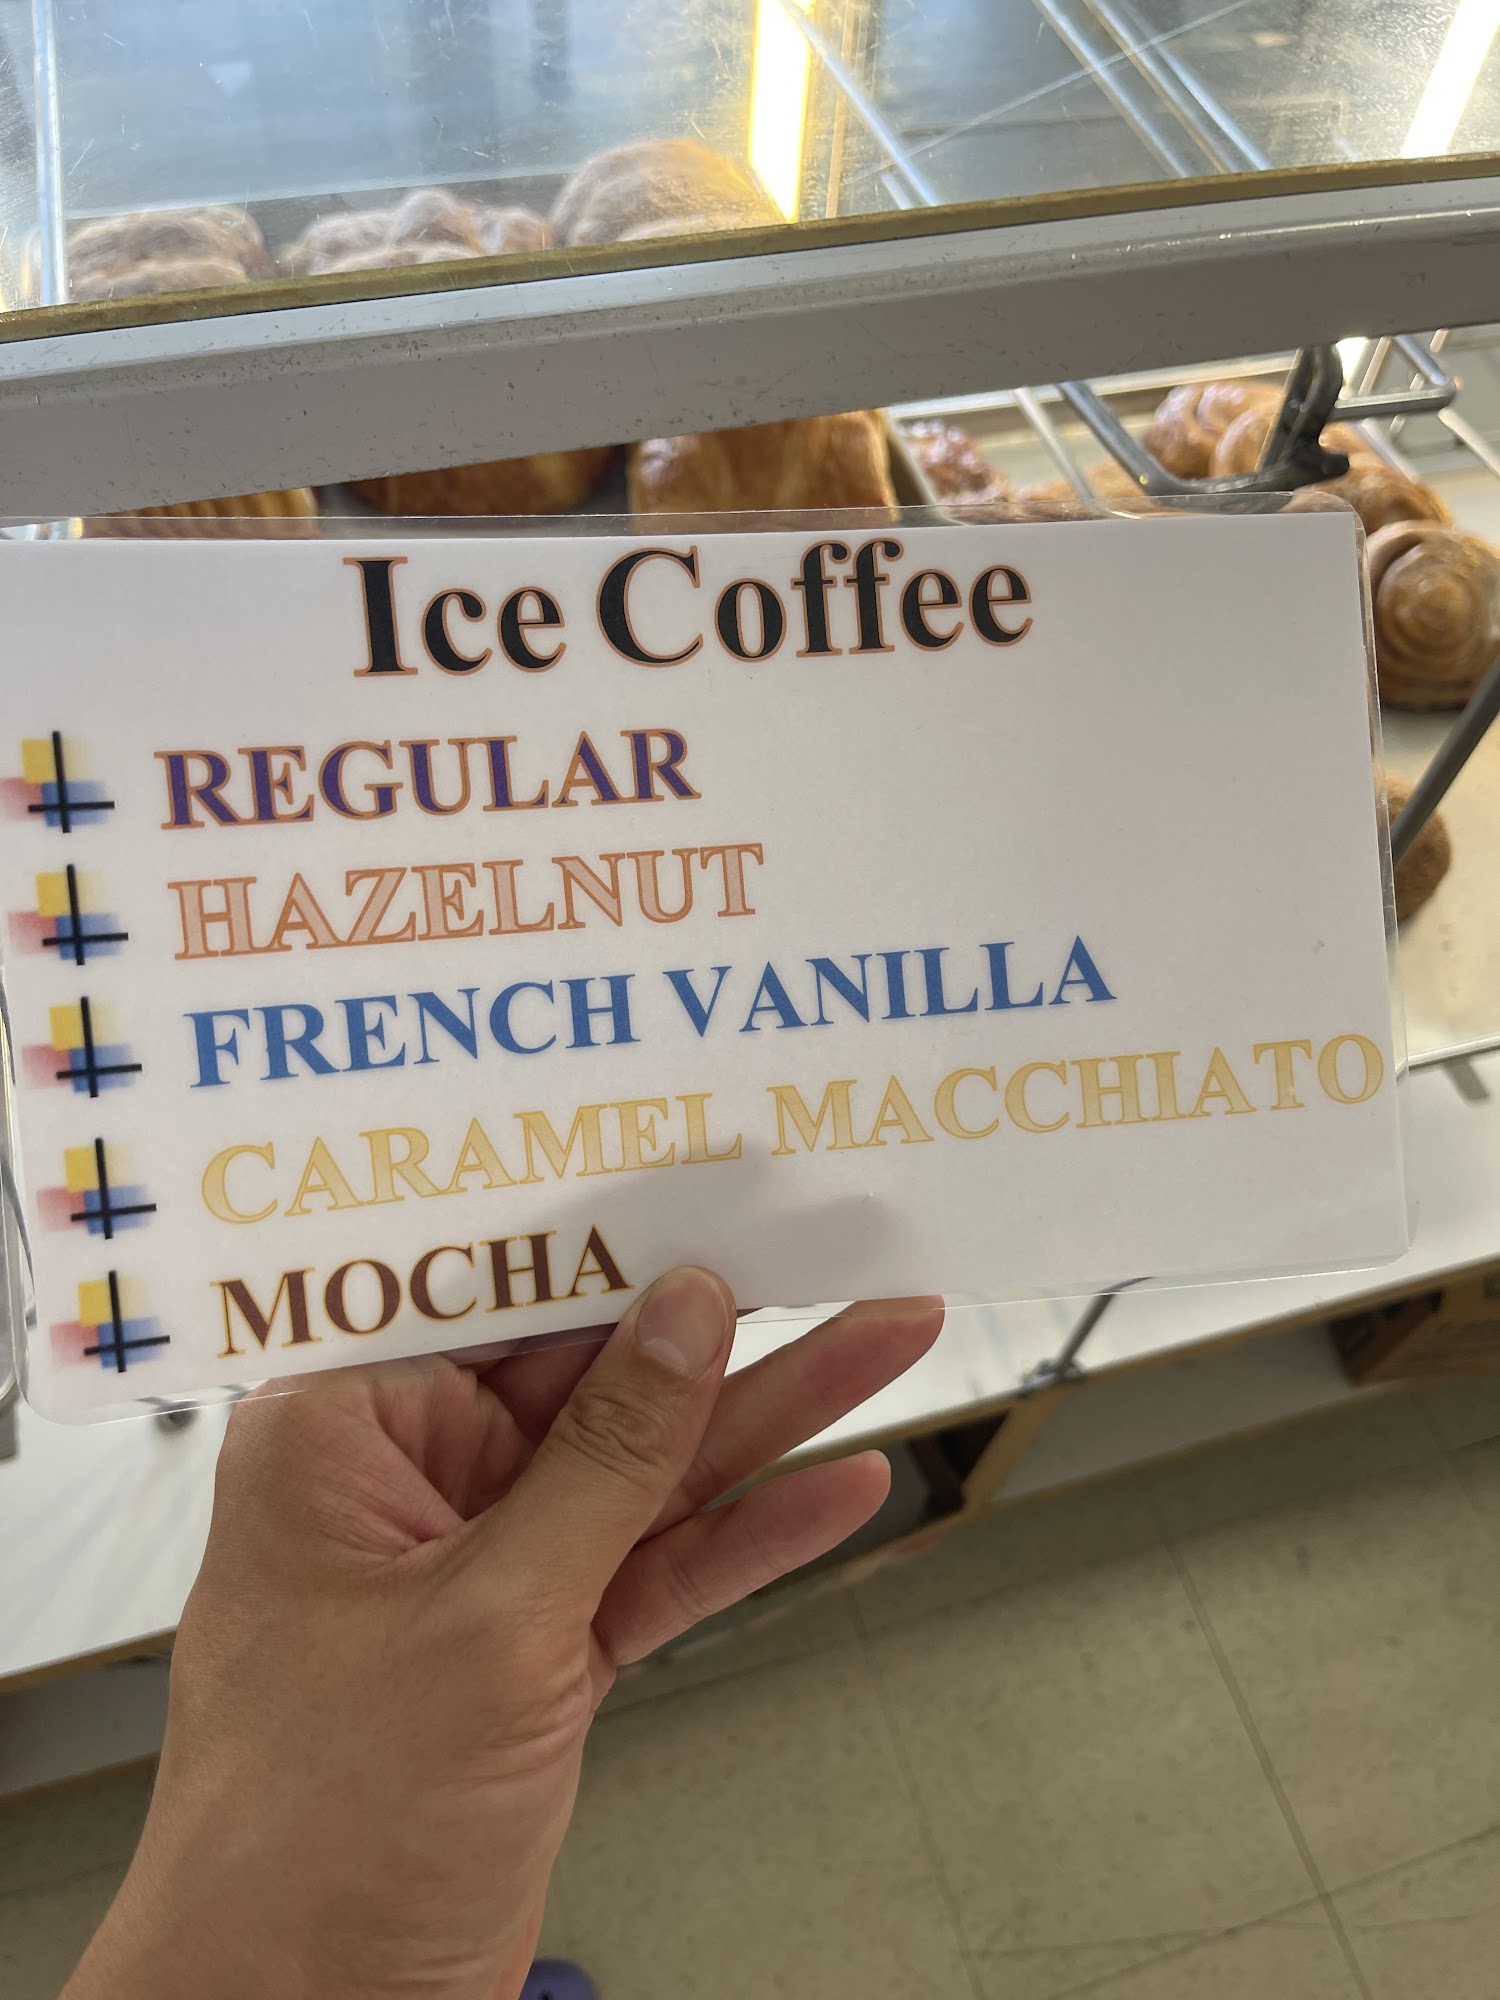 Ice Coffee
REGULAR
HAZELNUT
FRENCH VANILLA
CARAMEL MACCHIATO
MOCHA